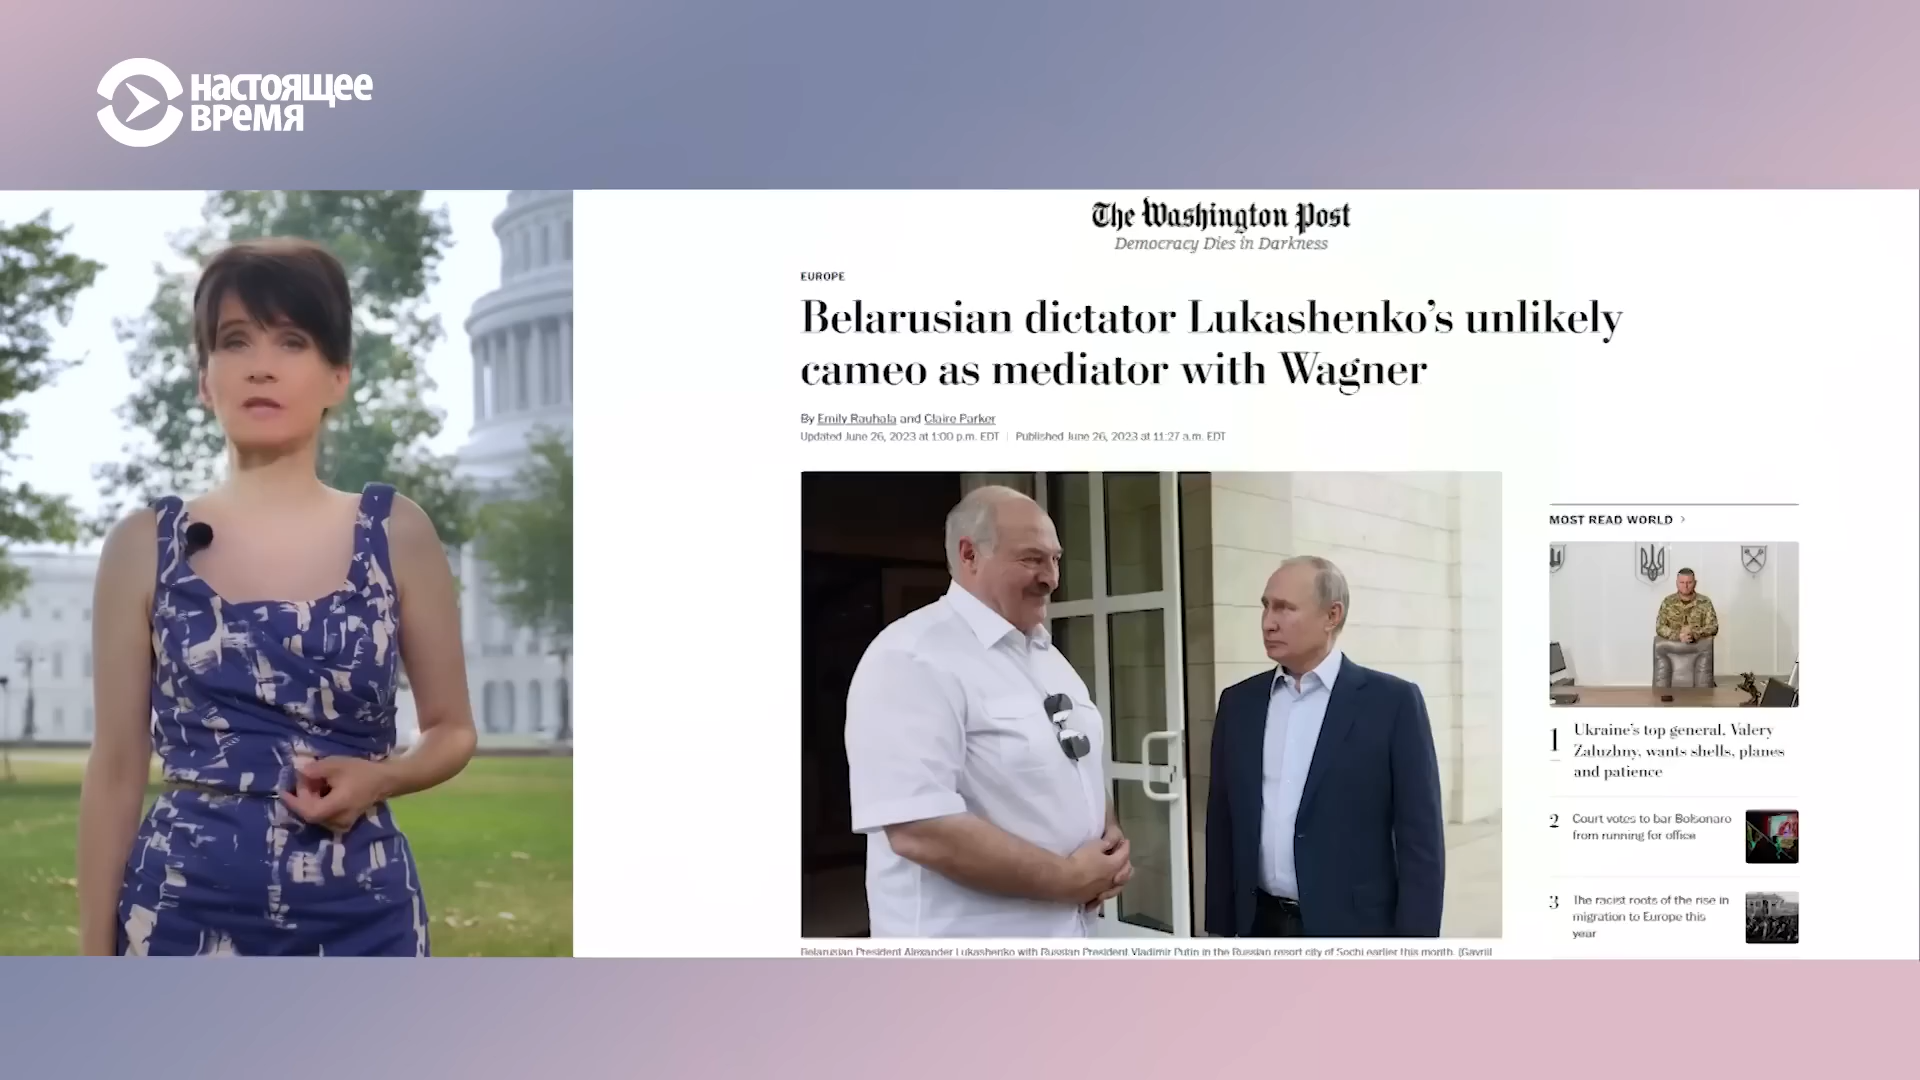 НАСТОЯЩЕЕ
ВРЕМЯ
The Washington Post
Democracy Dies in Darkness
EUROPE
Belarusian dictator Lukashenko's unlikely
cameo as mediator with Wagner
By Emily Rauhala and Claire Parker
Updated June 26, 2023 at 1:00 p.m. EDT | Published June 26, 2023 at 11:27 a.m. EDT
Belarusian President Alexander Lukashenko with Russian President Vladimir Putin in the Russian resort city of Sochi earlier this month. (Gavriil
MOST READ WORLD >
1 Ukraine's top general, Valery
Zaluzhny, wants shells, planes
and patience
2 Court votes to bar Bolsonaro
from running for office
3 The racist roots of the rise in
migration to Europe this
year